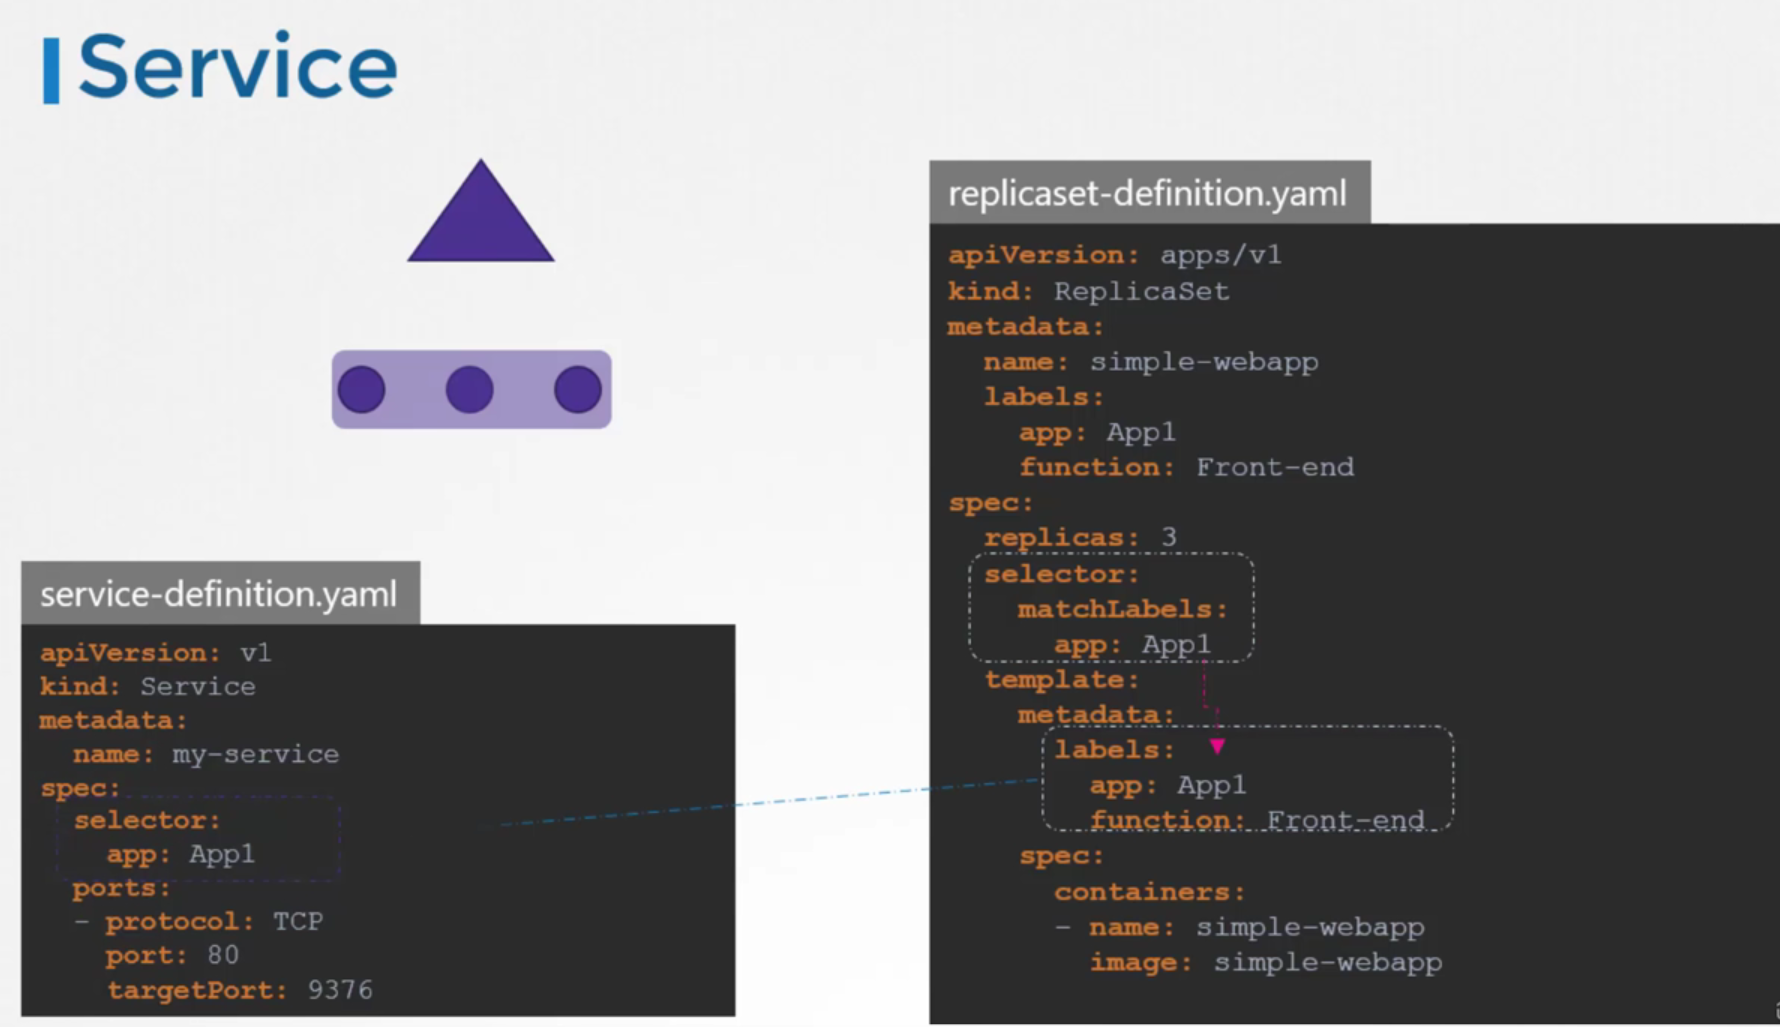 Service
replicaset-definition.yaml
apiVersion: apps/v1
kind: ReplicaSet
metadata:
  name: simple-webapp
  labels:
    app: App1
    function: Front-end
spec:
  replicas: 3
  selector:
    matchLabels:
      app: App1
  template:
    metadata:
      labels:
        app: App1
        function: Front-end
    spec:
      containers:
      - name: simple-webapp
        image: simple-webapp
service-definition.yaml
apiVersion: v1
kind: Service
metadata:
  name: my-service
spec:
  selector:
    app: App1
  ports:
  - protocol: TCP
    port: 80
    targetPort: 9376